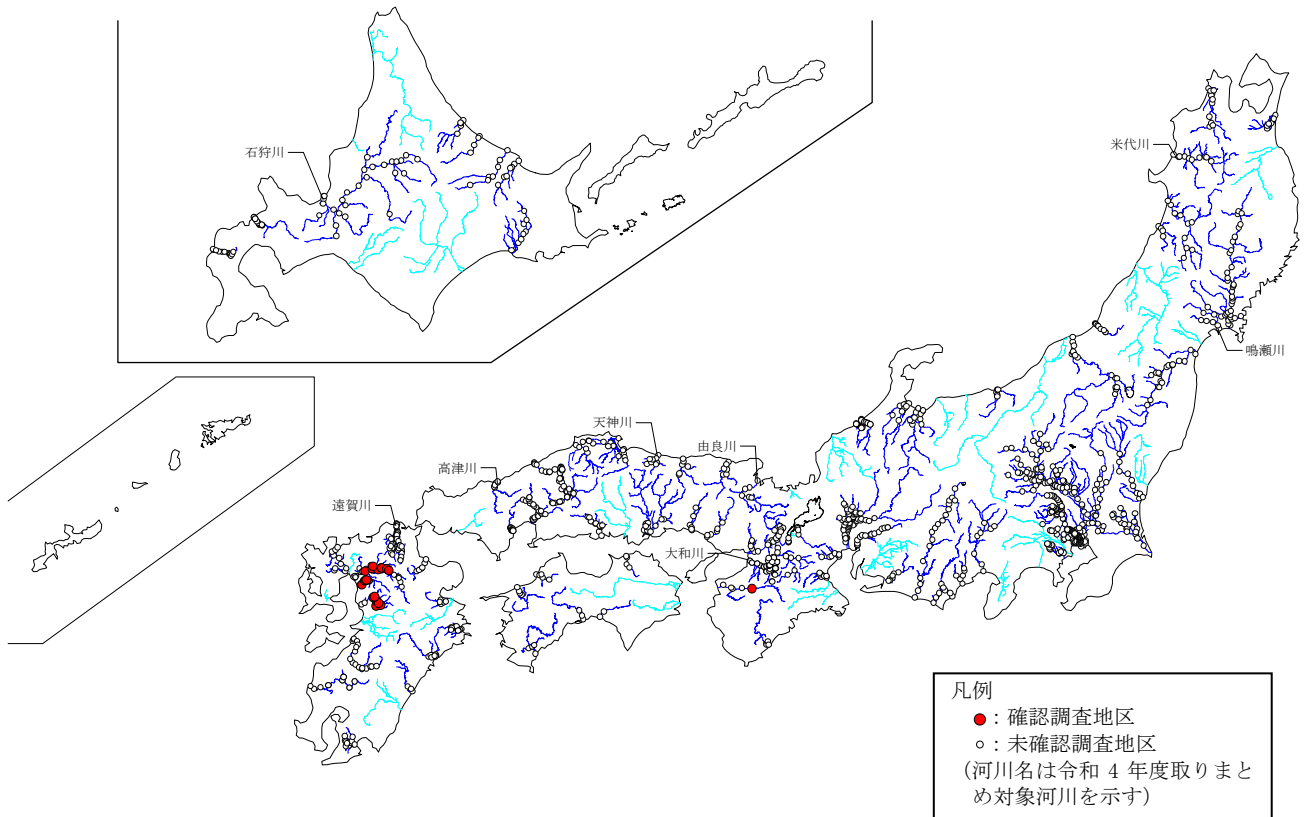 石狩川
米代川
鳴瀬川
天神川
由良川
高津川
遠賀川
大和川
凡例
：確認調査地区
：未確認調査地区
(河川名は令和 4 年度取りまと
め対象河川を示す)